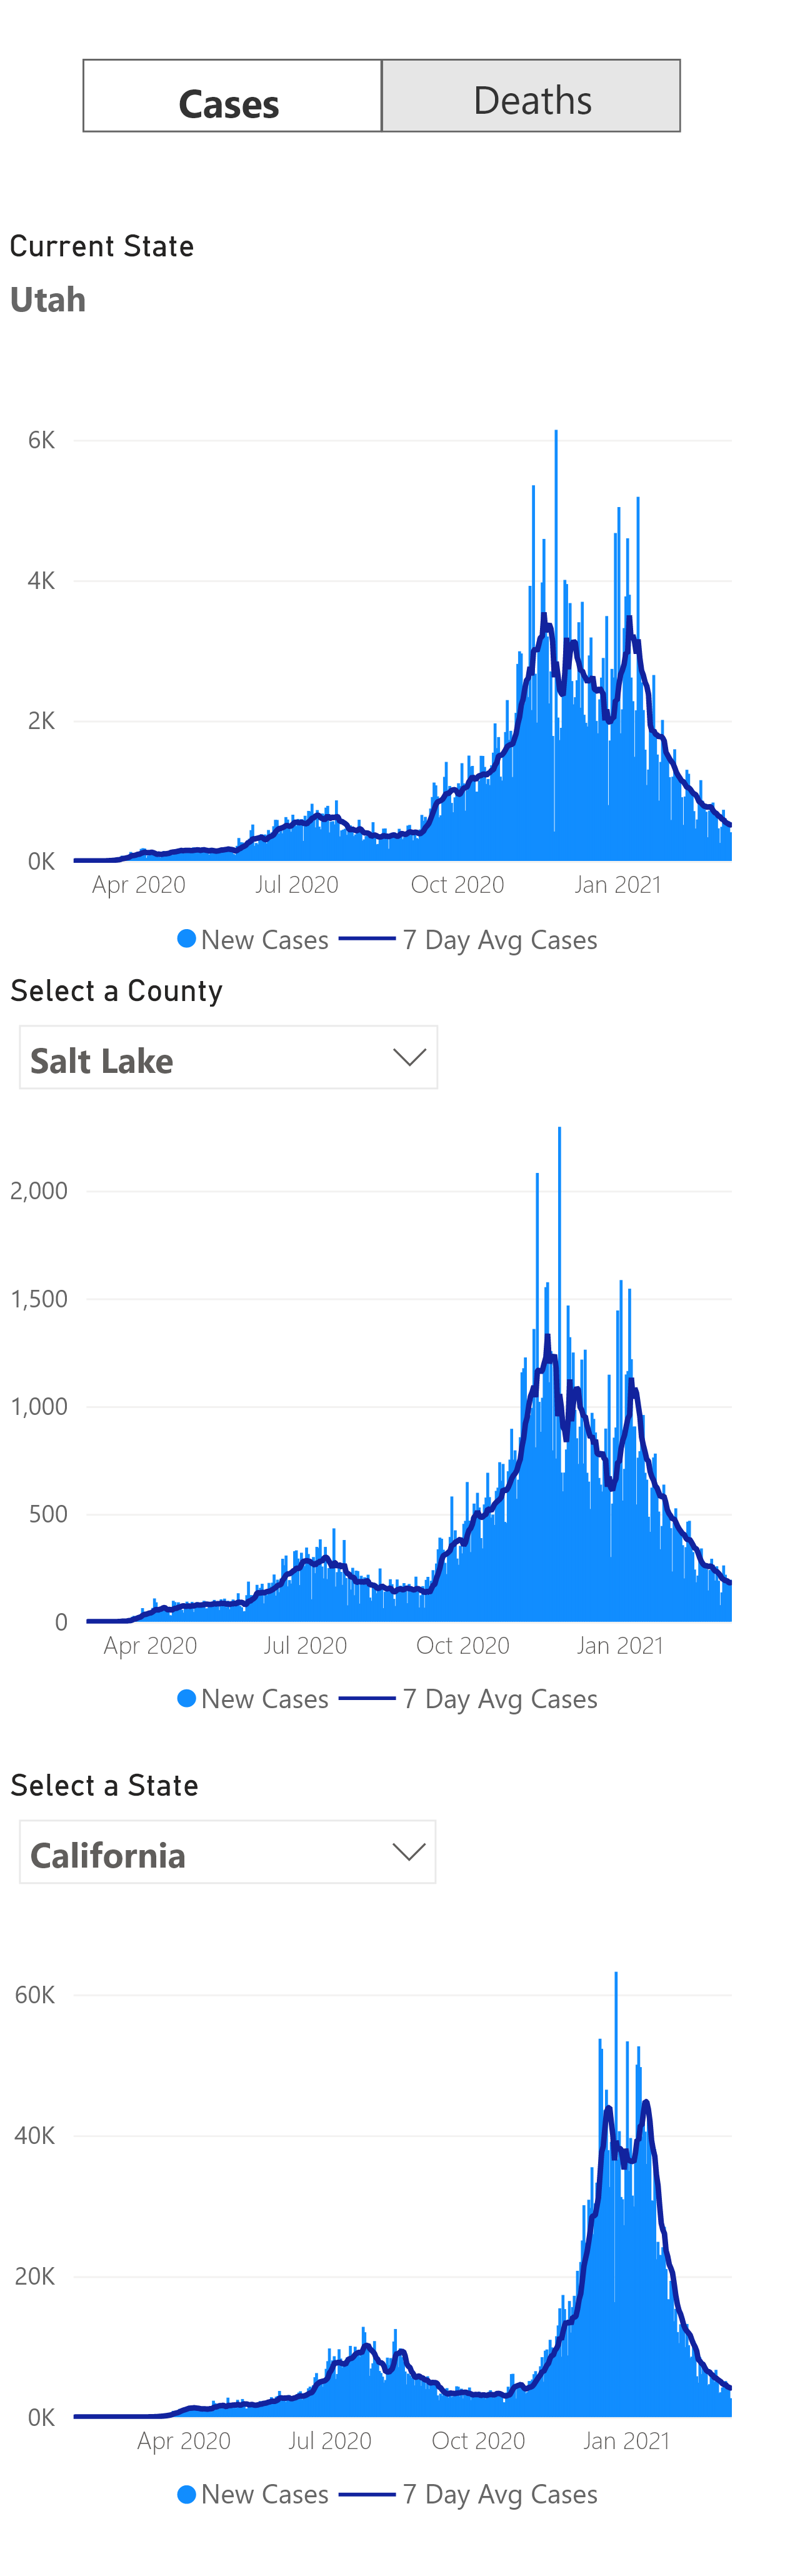 Cases Deaths
Current State
Utah
6K
4K
2K
0K
Apr 2020 Jul 2020 Oct 2020 Jan 2021
New Cases 7 Day Avg Cases
Select a County
Salt Lake
2,000
1,500
1,000
500
0
Apr 2020 Jul 2020 Oct 2020 Jan 2021
New Cases 7 Day Avg Cases
Select a State
California
60K
40K
20K
0K
Apr 2020 Jul 2020 Oct 2020 Jan 2021
New Cases 7 Day Avg Cases